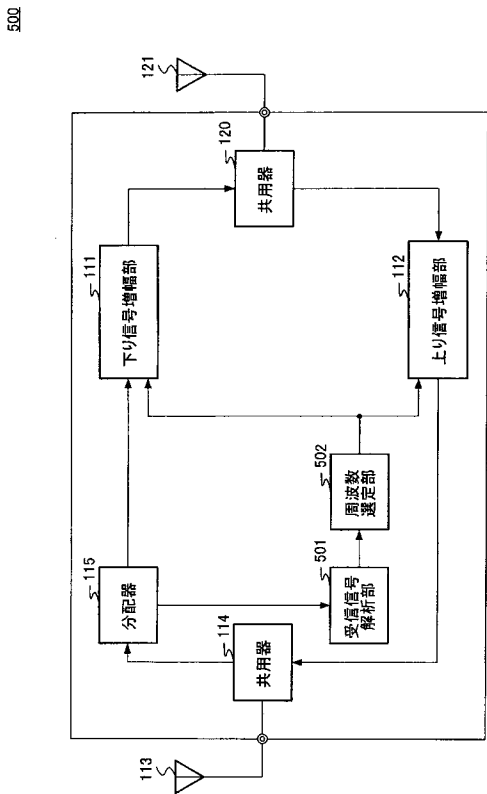 500
121
120
共用器
111
下り信号増幅部
112
上り信号増幅部
502
周波数
選定部
115
分配器
501
受信信号
解析部
114
共用器
113